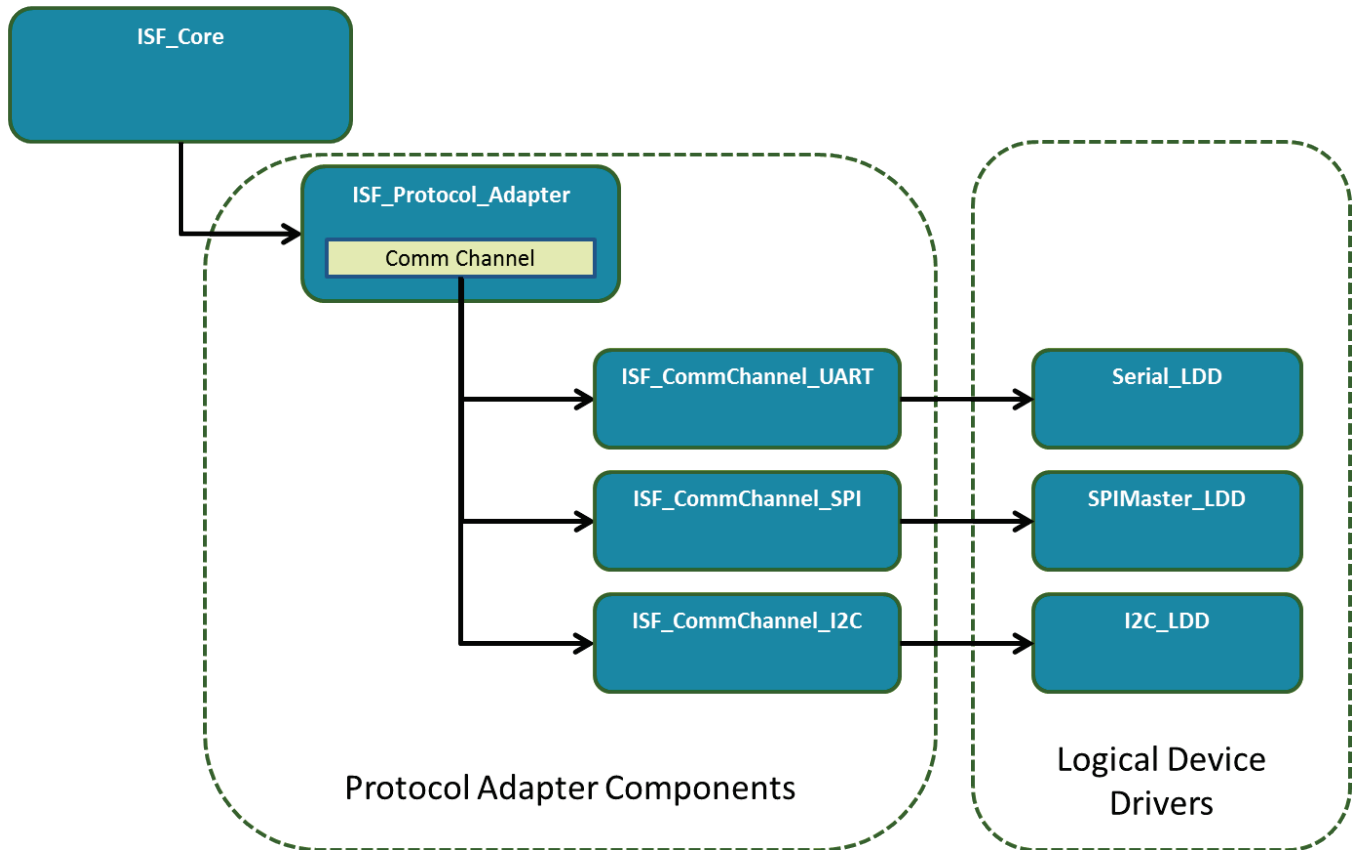 ISF_Core
ISF_Protocol_Adapter
Comm Channel
ISF_CommChannel_UART
Serial_LDD
ISF_CommChannel_SPI
SPIMaster_LDD
ISF_CommChannel_I2C
I2C_LDD
Protocol Adapter Components
Logical Device
Drivers